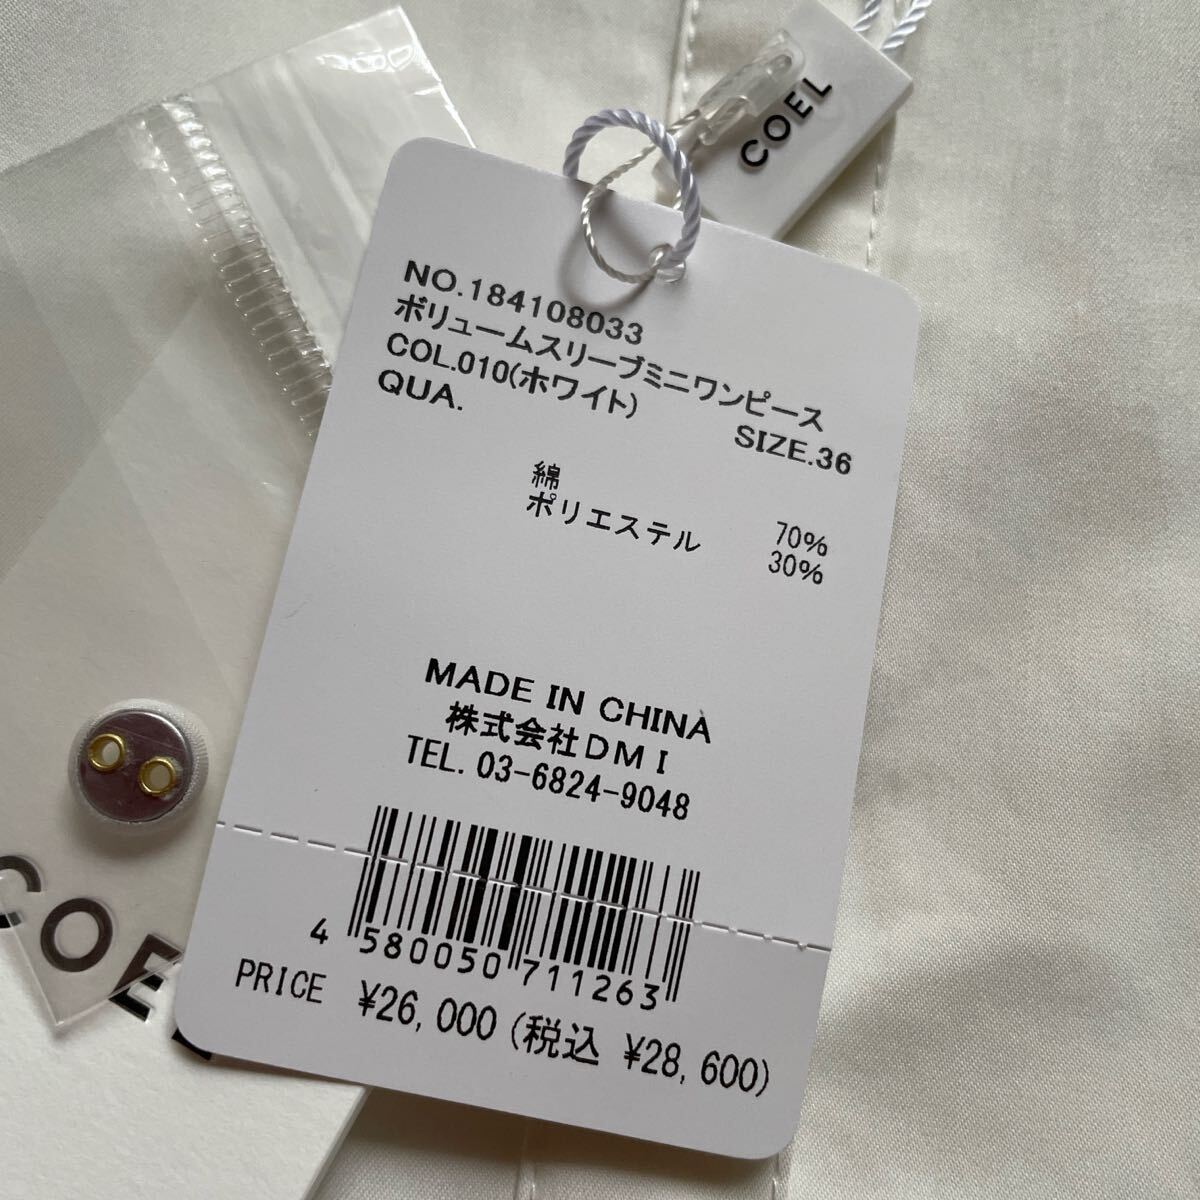 COEL
NO.184108033
ボリュームスリーブミニワンピース
COL.010(ホワイト)
SIZE.36
QUA.
綿 70%
ポリエステル 30%
MADE IN CHINA
株式会社DMI
TEL. 03-6824-9048
4 580050 711263
PRICE ¥26,000 (税込 ¥28,600)
COEL